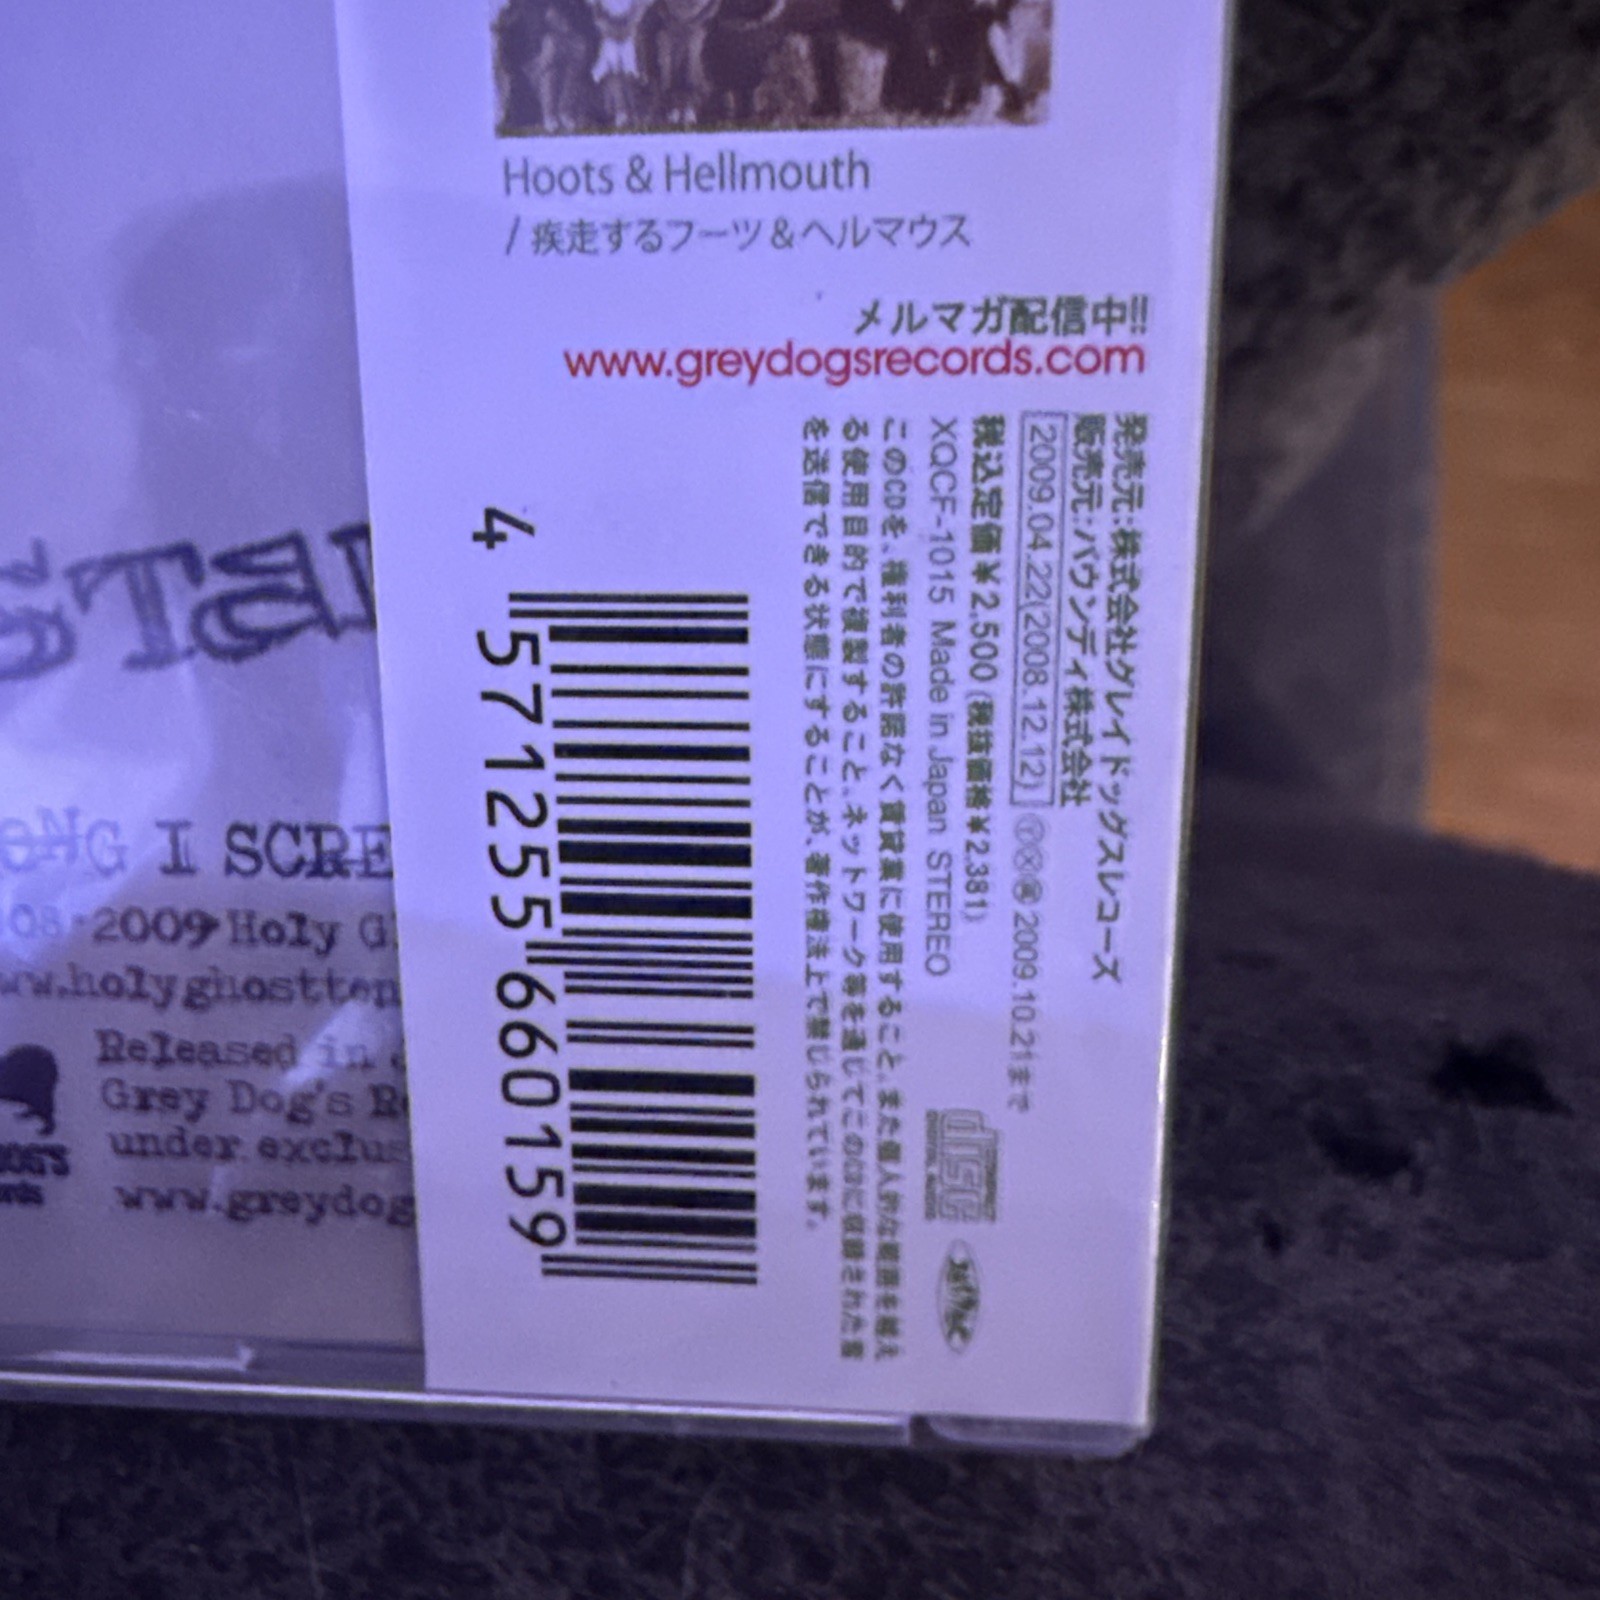 Hoots & Hellmouth
/ 疾走するフーツ&ヘルマウス
メルマガ配信中!!!
www.greydogsrecords.com
発売元:株式会社グレイドッグスレコーズ
販売元:バウンディ株式会社
2009.04.22(2008.12.12) 2009.10.21まで
税込定価¥2,500(税抜価格¥2,381)
XQCF-1015 Made in Japan STEREO
このCDを、権利者の許諾なく賃貸業に使用すること、また個人的な範囲を越え
る使用目的で複製すること、ネットワーク等を通じてこのCDに収録された音
を送信できる状態にすることが、著作権法上で禁じられています。
4 571255 660159
disc
I SCRE
2009 Holy G
holyghostten
Released in
Grey Dog's R
under exclus
www.greydog